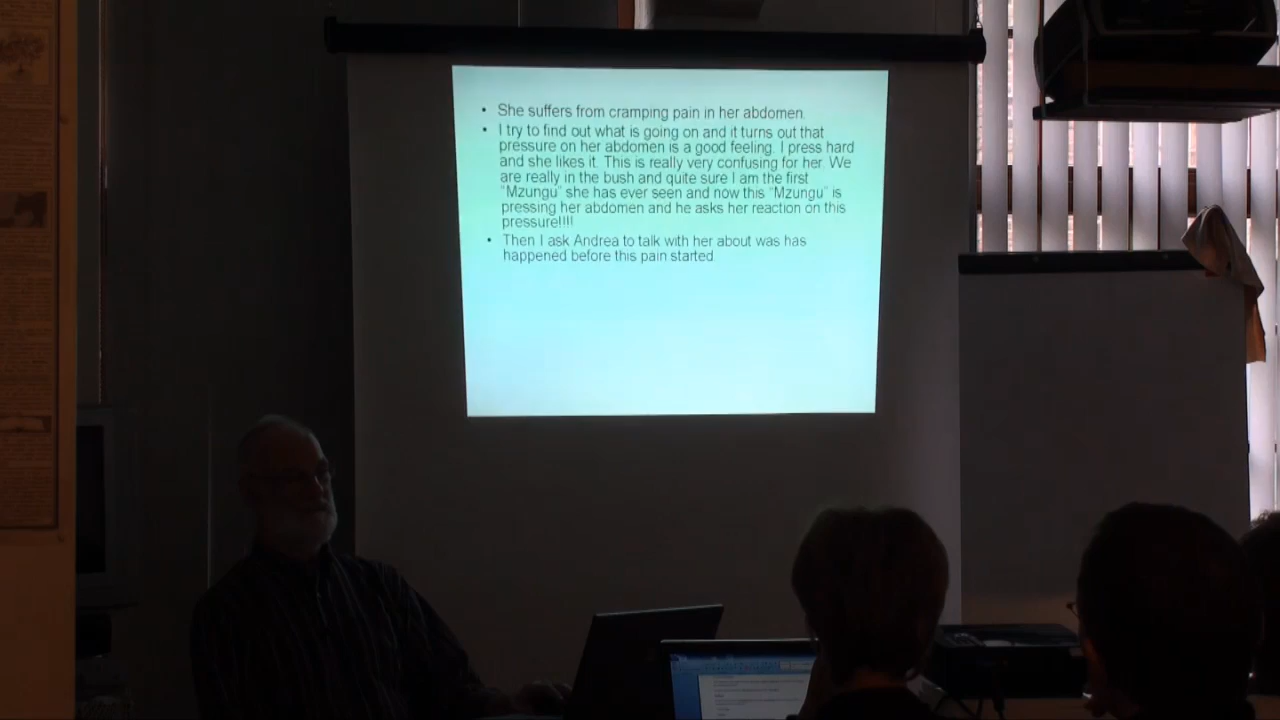 • She suffers from cramping pain in her abdomen.
• I try to find out what is going on and it turns out that
pressure on her abdomen is a good feeling. I press hard
and she likes it. This is really very confusing for her. We
are really in the bush and quite sure I am the first
"Mzungu" she has ever seen and now this "Mzungu" is
pressing her abdomen and he asks her reaction on this
pressure!!!!
• Then I ask Andrea to talk with her about was has
happened before this pain started.